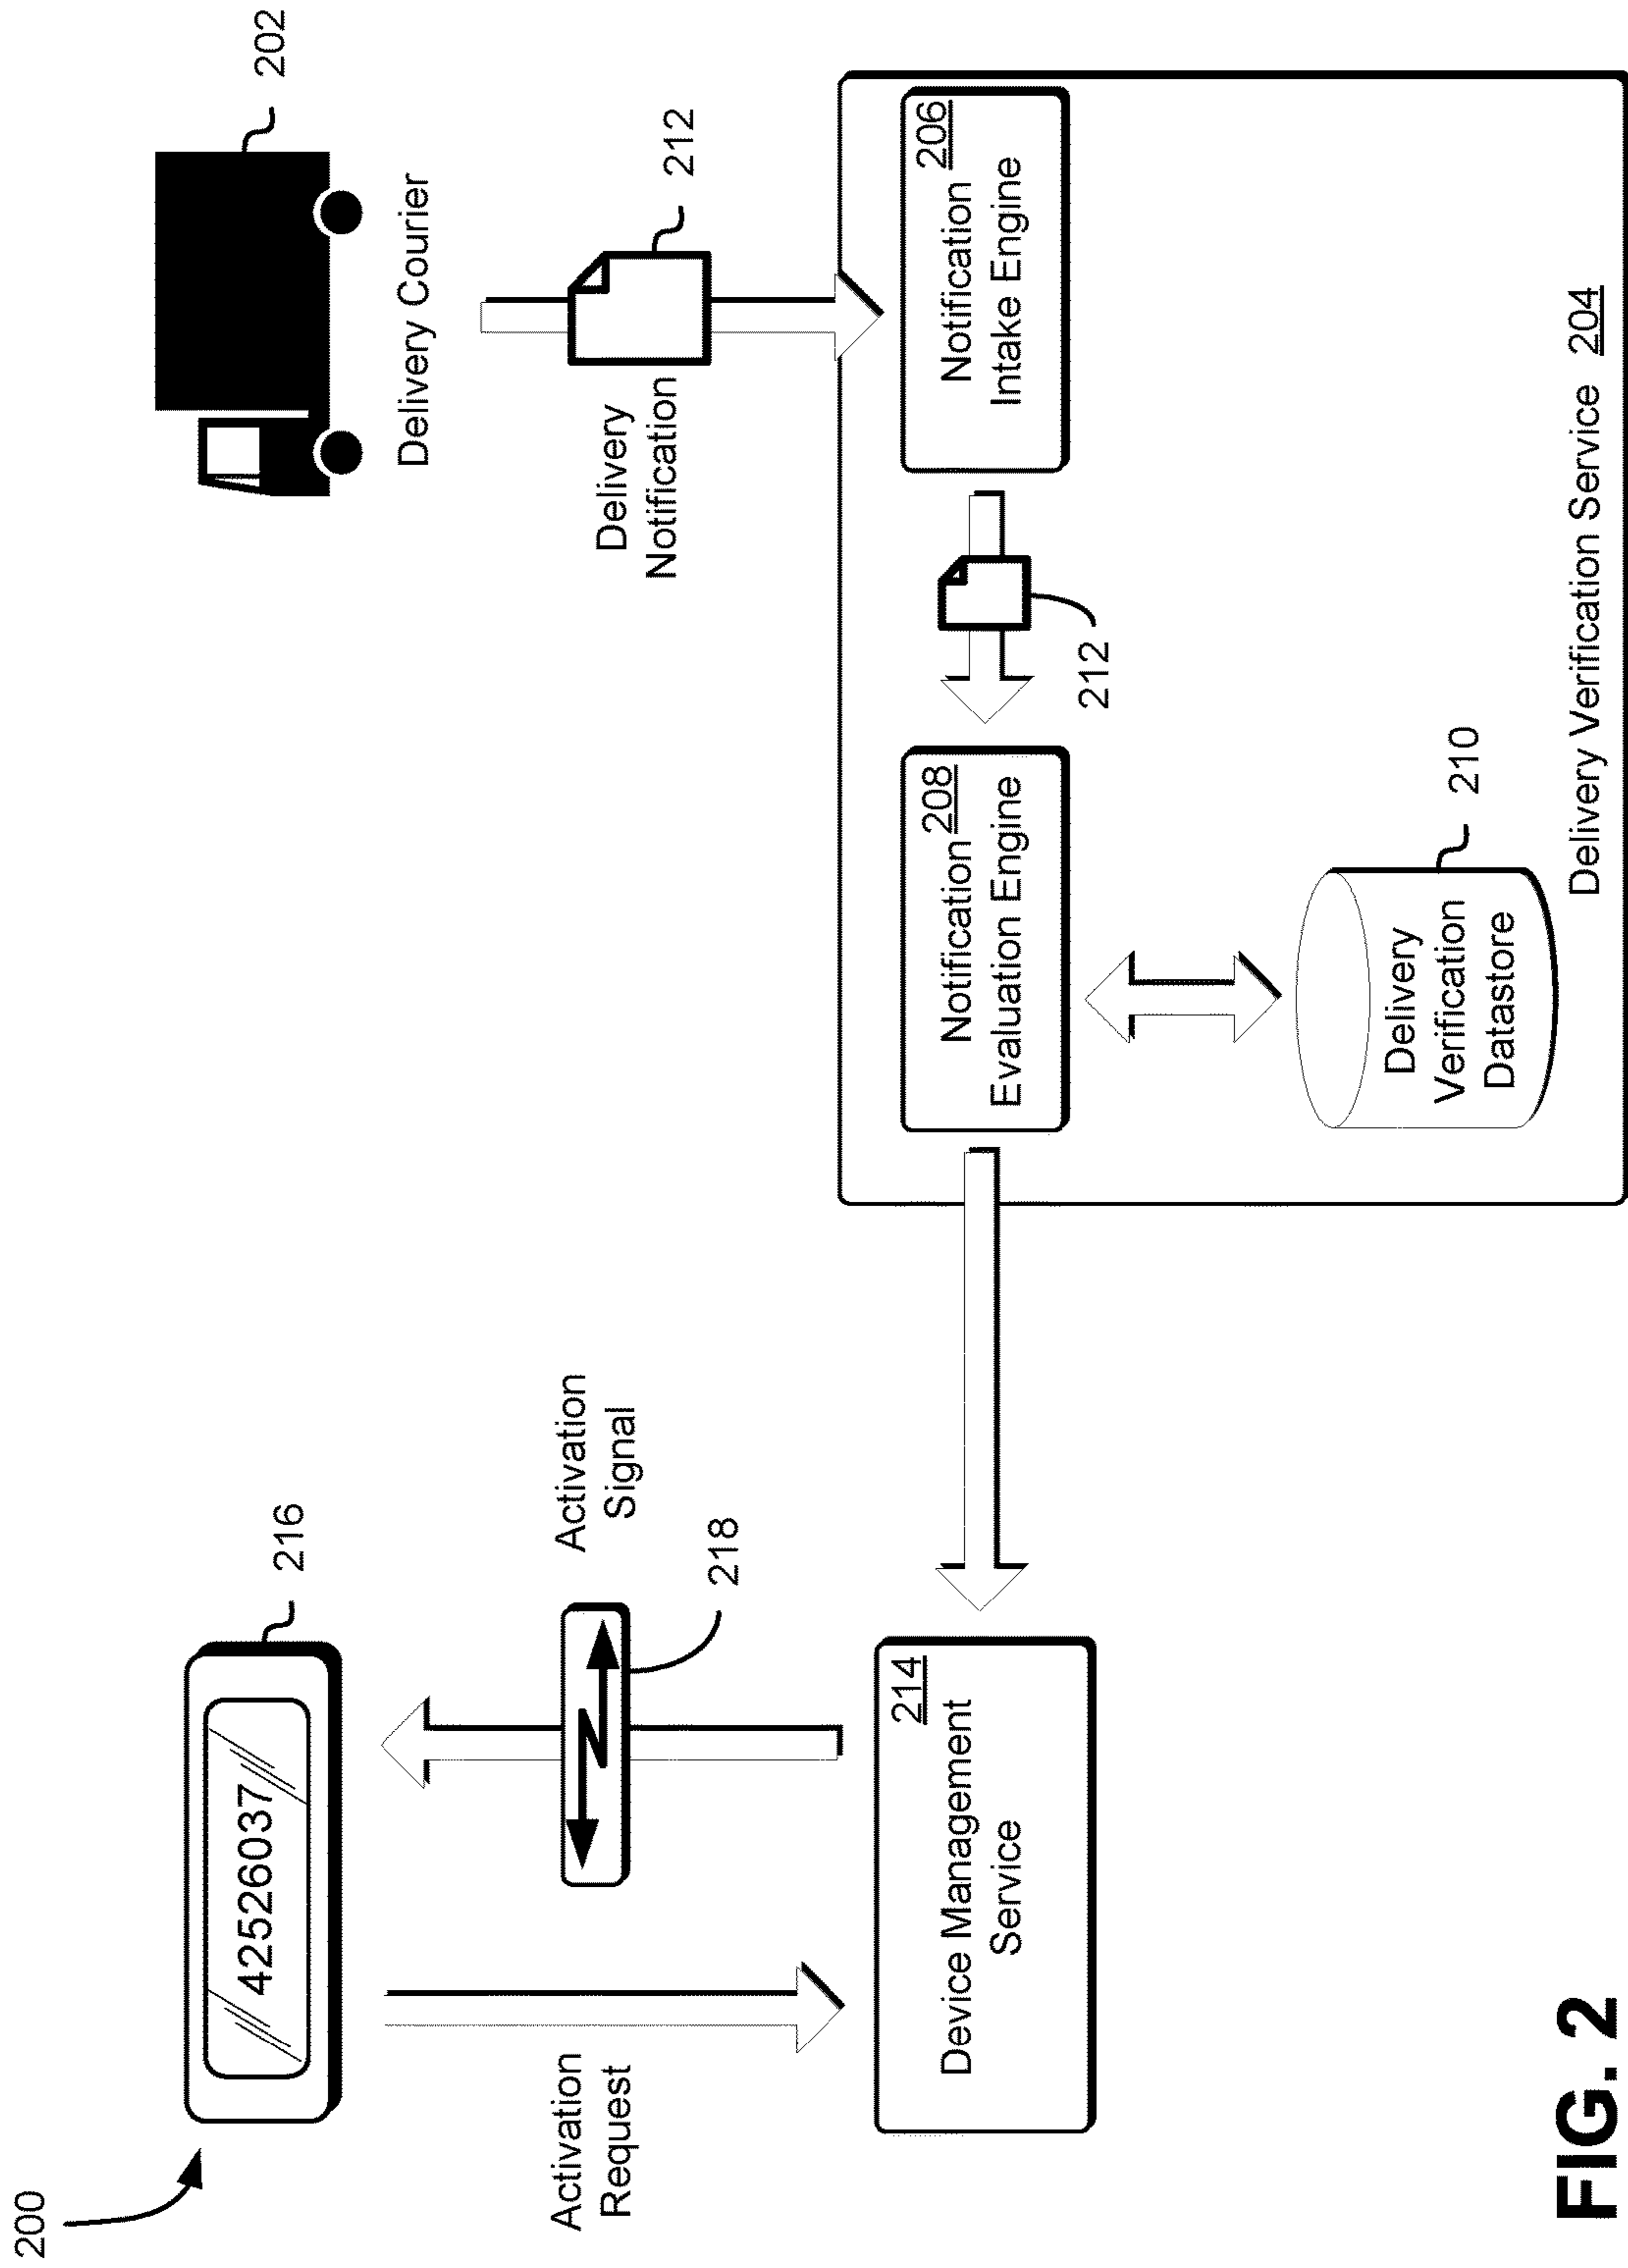 200
42526037
216
202
Delivery Courier
Activation
Request
Activation
Signal
218
Delivery
Notification
212
214
Device Management
Service
208
Notification
Evaluation Engine
212
206
Notification
Intake Engine
Delivery
Verification
Datastore
210
Delivery Verification Service 204
FIG. 2